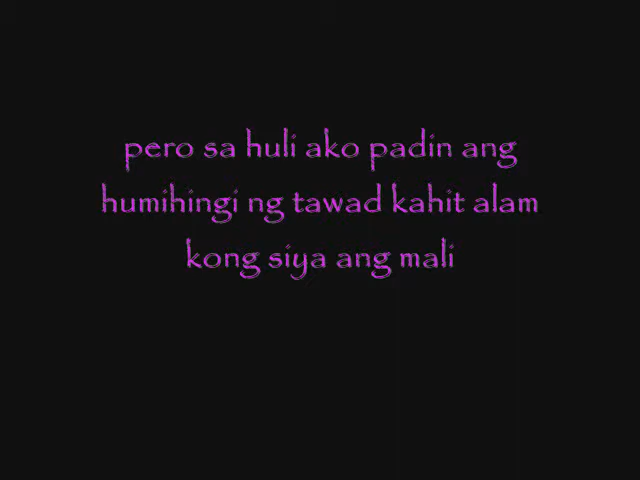 pero sa huli ako padin ang
humihingi ng tawad kahit alam
kong siya ang mali